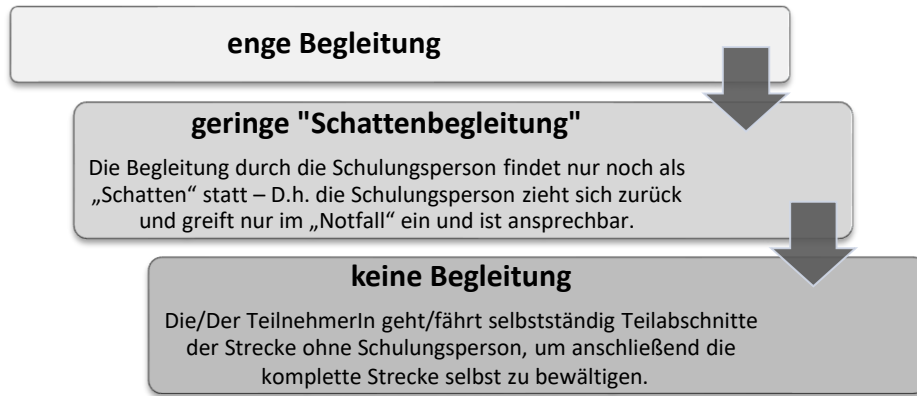 enge Begleitung
geringe "Schattenbegleitung"
Die Begleitung durch die Schulungsperson findet nur noch als
„Schatten“ statt – D.h. die Schulungsperson zieht sich zurück
und greift nur im „Notfall“ ein und ist ansprechbar.
keine Begleitung
Die/Der TeilnehmerIn geht/fährt selbstständig Teilabschnitte
der Strecke ohne Schulungsperson, um anschließend die
komplette Strecke selbst zu bewältigen.